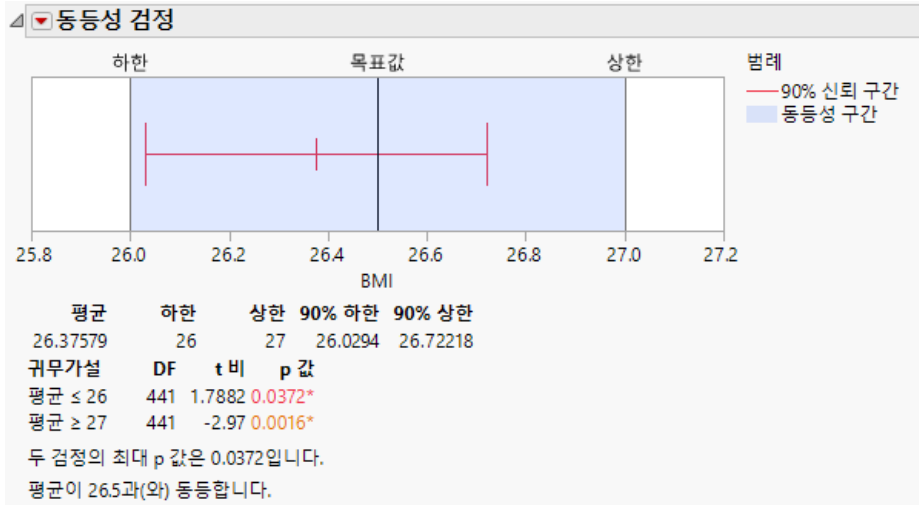 동등성 검정
하한 목표값 상한 범례
90% 신뢰 구간
동등성 구간
25.8 26.0 26.2 26.4 26.6 26.8 27.0 27.2
BMI
평균 하한 상한 90% 하한 90% 상한
26.37579 26 27 26.0294 26.72218
귀무가설 DF t 비 p 값
평균 ≤ 26 441 1.7882 0.0372*
평균 ≥ 27 441 -2.97 0.0016*
두 검정의 최대 p 값은 0.0372입니다.
평균이 26.5과(와) 동등합니다.